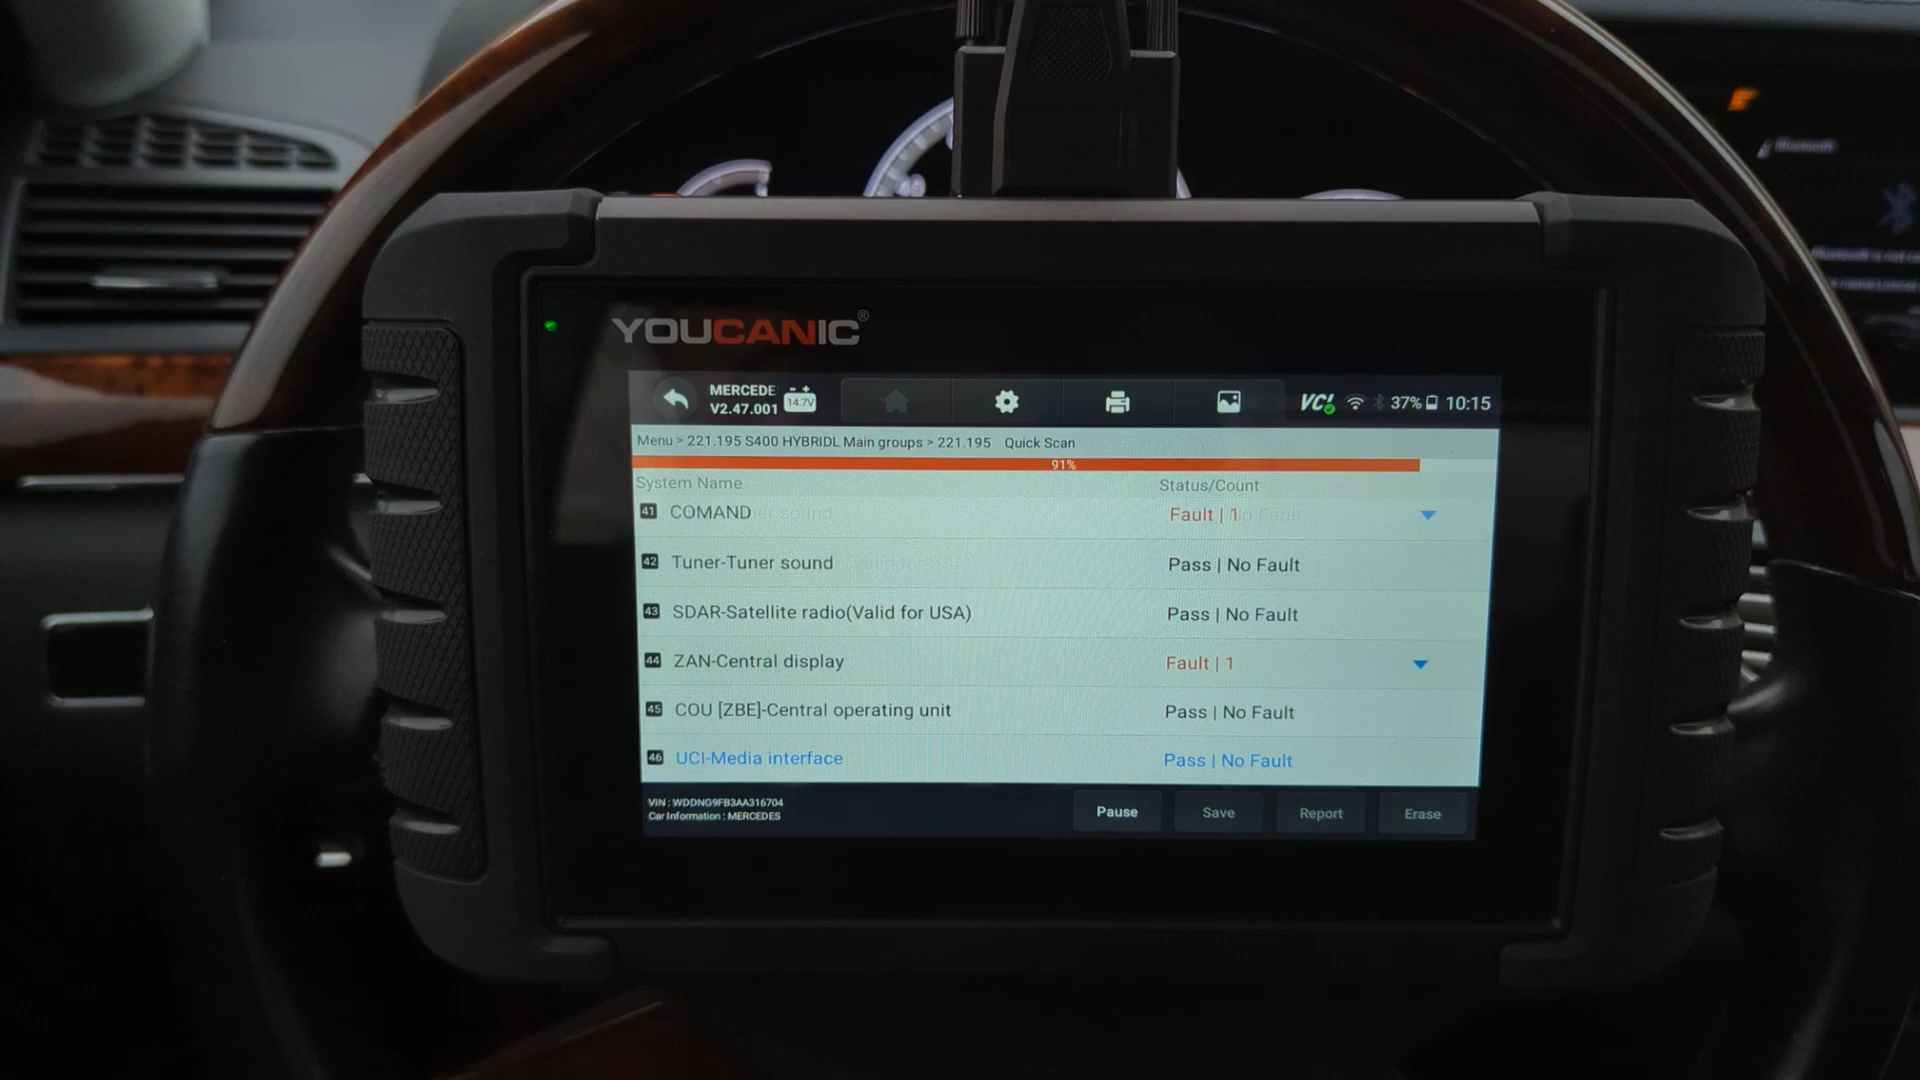 Bluetooth
YOUCANIC®
MERCEDE
V2.47.001
14.7V
VCI
37%
10:15
Menu > 221.195 S400 HYBRIDL Main groups > 221.195 Quick Scan
91%
System Name Status/Count
41 COMAND Fault | 1
42 Tuner-Tuner sound Pass | No Fault
43 SDAR-Satellite radio(Valid for USA) Pass | No Fault
44 ZAN-Central display Fault | 1
45 COU [ZBE]-Central operating unit Pass | No Fault
46 UCI-Media interface Pass | No Fault
VIN : WDDNG9FB3AA316704
Car Information : MERCEDES
Pause Save Report Erase